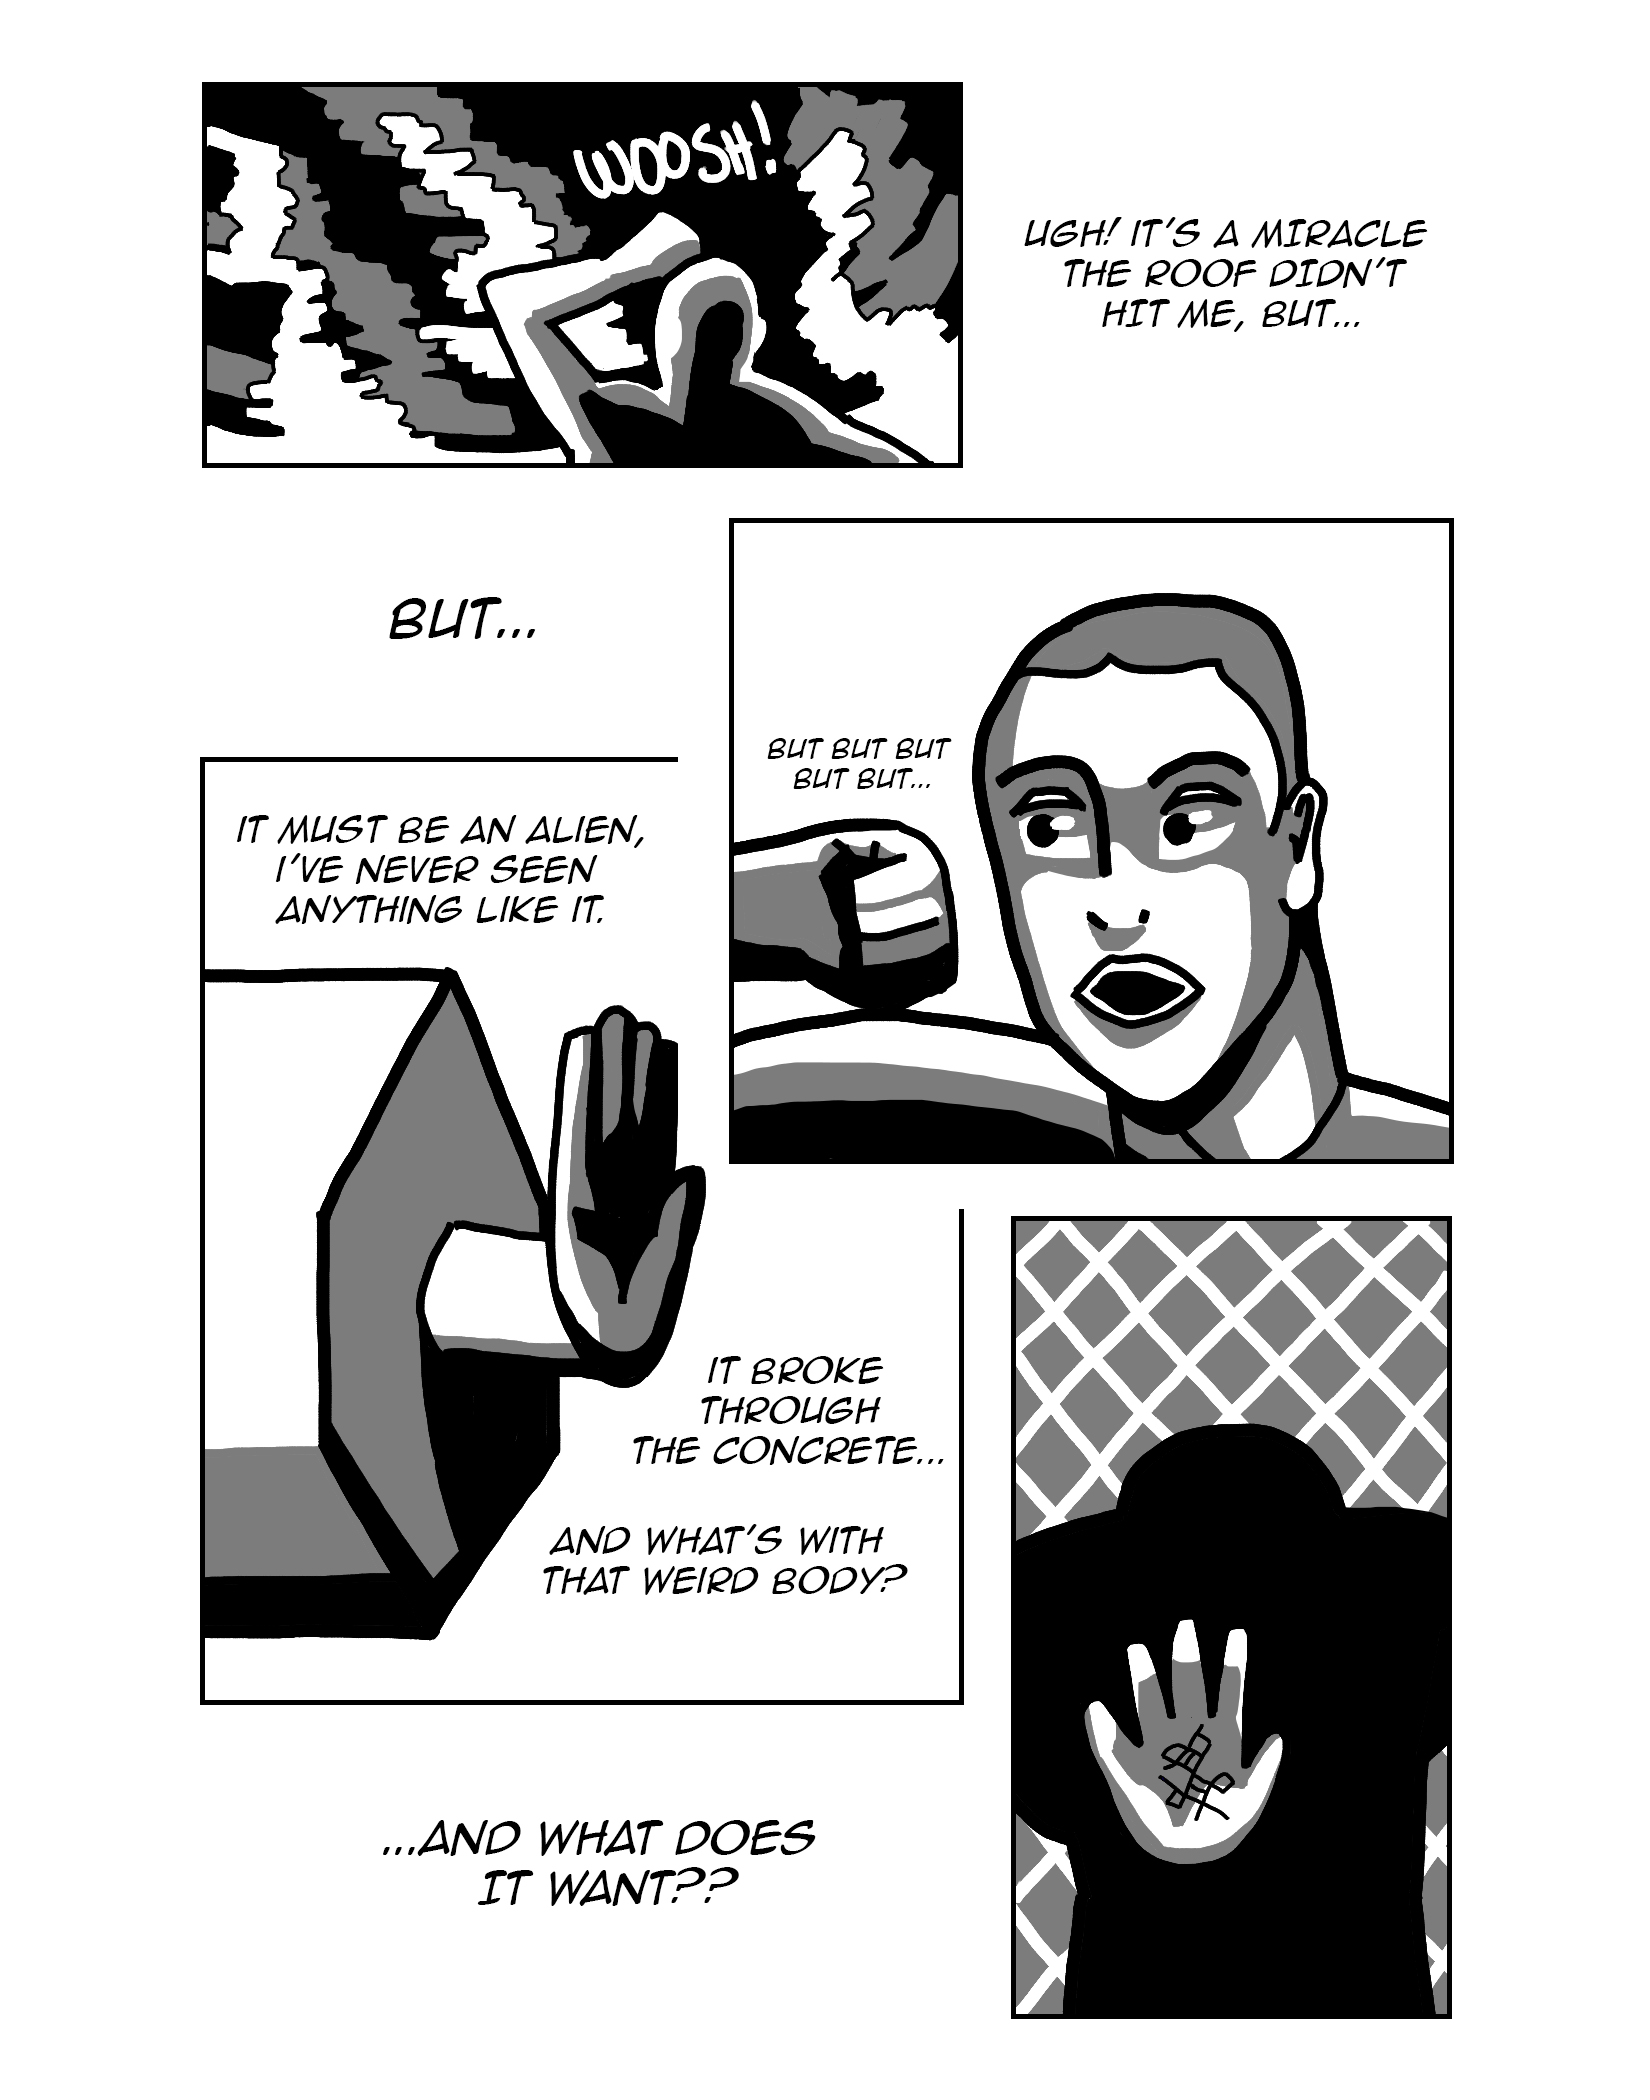 WOOSH!
UGH! IT'S A MIRACLE
THE ROOF DIDN'T
HIT ME, BUT...
BUT...
BUT BUT BUT
BUT BUT...
IT MUST BE AN ALIEN,
I'VE NEVER SEEN
ANYTHING LIKE IT.
IT BROKE
THROUGH
THE CONCRETE...
AND WHAT'S WITH
THAT WEIRD BODY?
...AND WHAT DOES
IT WANT??